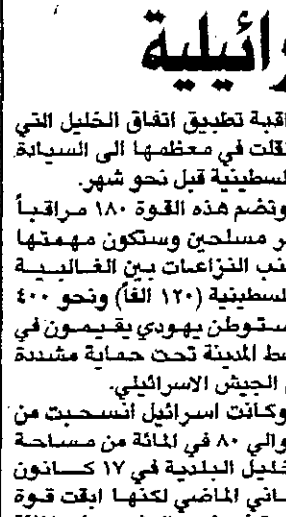 ائيلية
اقبة تطبيق اتفاق الخليل التي
نقلت في معظمها الى السيادة
لسطينية قبل نحو شهر.
وتضم هذه القوة ١٨٠ مراقباً
ر مسلحين وستكون مهمتها
نب النزاعات بين الغالبية
لسطينية (١٢٠ الفاً) ونحو ٤٠٠
ستوطن يهودي يقيمون في
سط المدينة تحت حماية مشددة
الجيش الاسرائيلي.
وكانت اسرائيل انسحبت من
والي ٨٠ في المائة من مساحة
خليل البلدية في ١٧ كانون
اني الماضي لكنها ابقت قوة